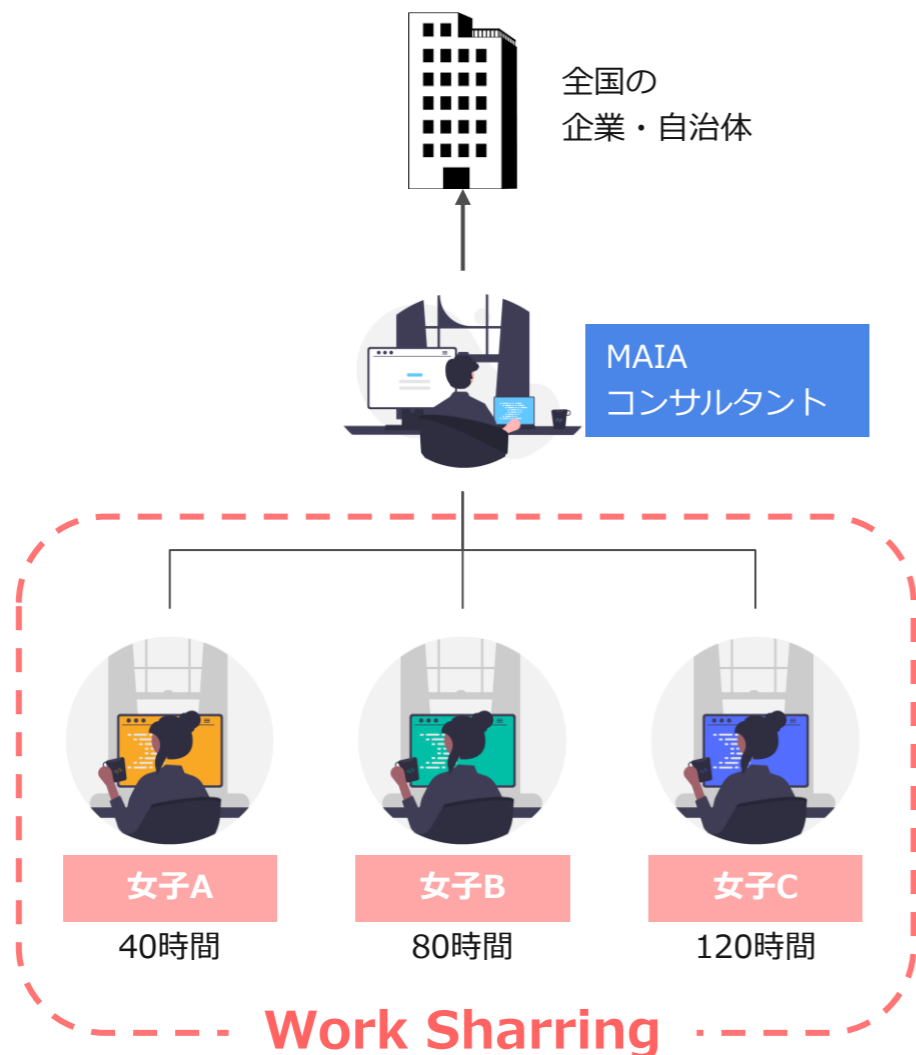 全国の
企業・自治体
MAIA
コンサルタント
女子A
女子B
女子C
40時間
80時間
120時間
Work Sharring